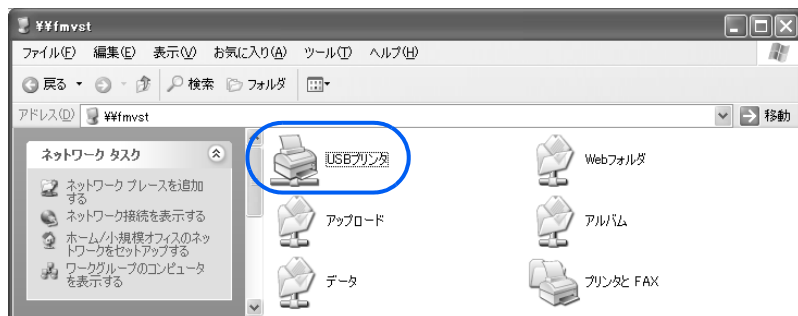 ¥¥fmvst
ファイル(F) 編集(E) 表示(V) お気に入り(A) ツール(T) ヘルプ(H)
戻る 検索 フォルダ
アドレス(D) ¥¥fmvst 移動
ネットワーク タスク
ネットワーク プレースを追加
する
ネットワーク接続を表示する
ホーム/小規模オフィスのネッ
トワークをセットアップする
ワークグループのコンピュータ
を表示する
USBプリンタ
Webフォルダ
アップロード
アルバム
データ
プリンタと FAX